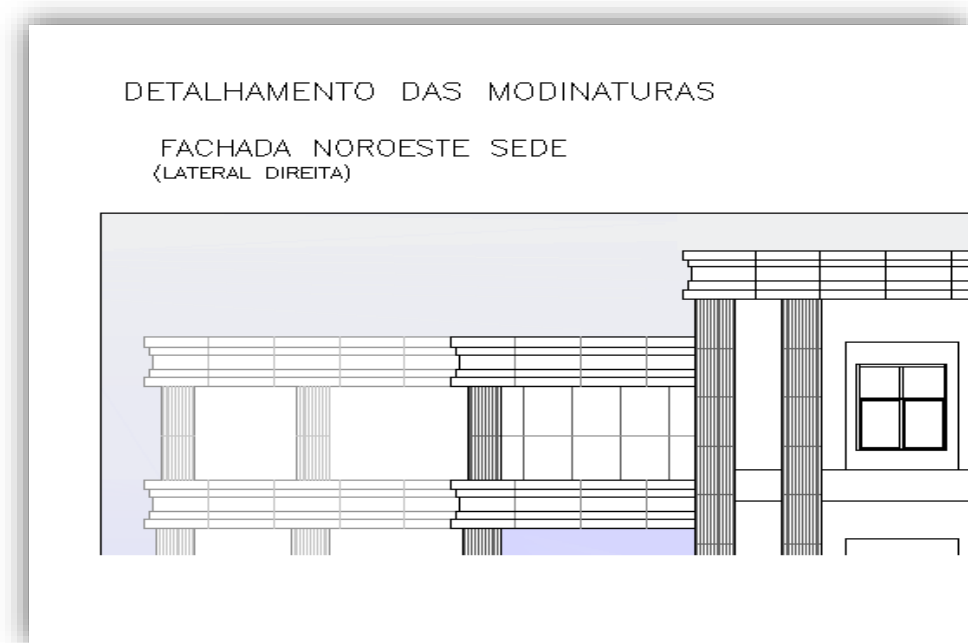 DETALHAMENTO DAS MODINATURAS
FACHADA NOROESTE SEDE
(LATERAL DIREITA)